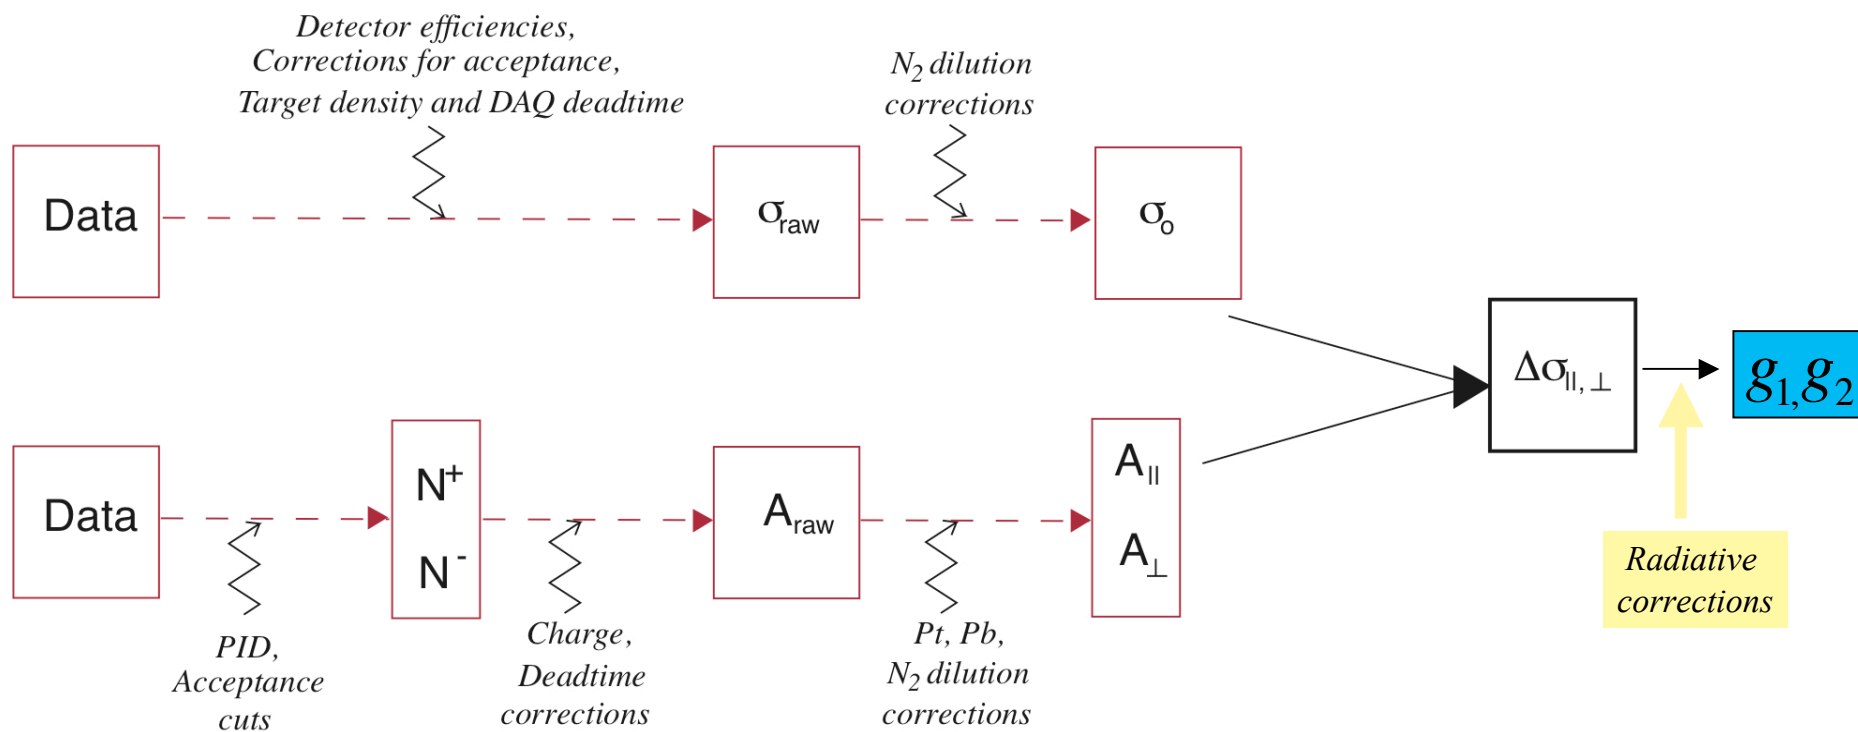 Detector efficiencies,
Corrections for acceptance,
Target density and DAQ deadtime
N₂ dilution
corrections
Data
σraw
σo
Δσ||, ⊥
g₁,g₂
Data
N⁺
N⁻
Araw
A||
A⊥
Radiative
corrections
PID,
Acceptance
cuts
Charge,
Deadtime
corrections
Pt, Pb,
N₂ dilution
corrections